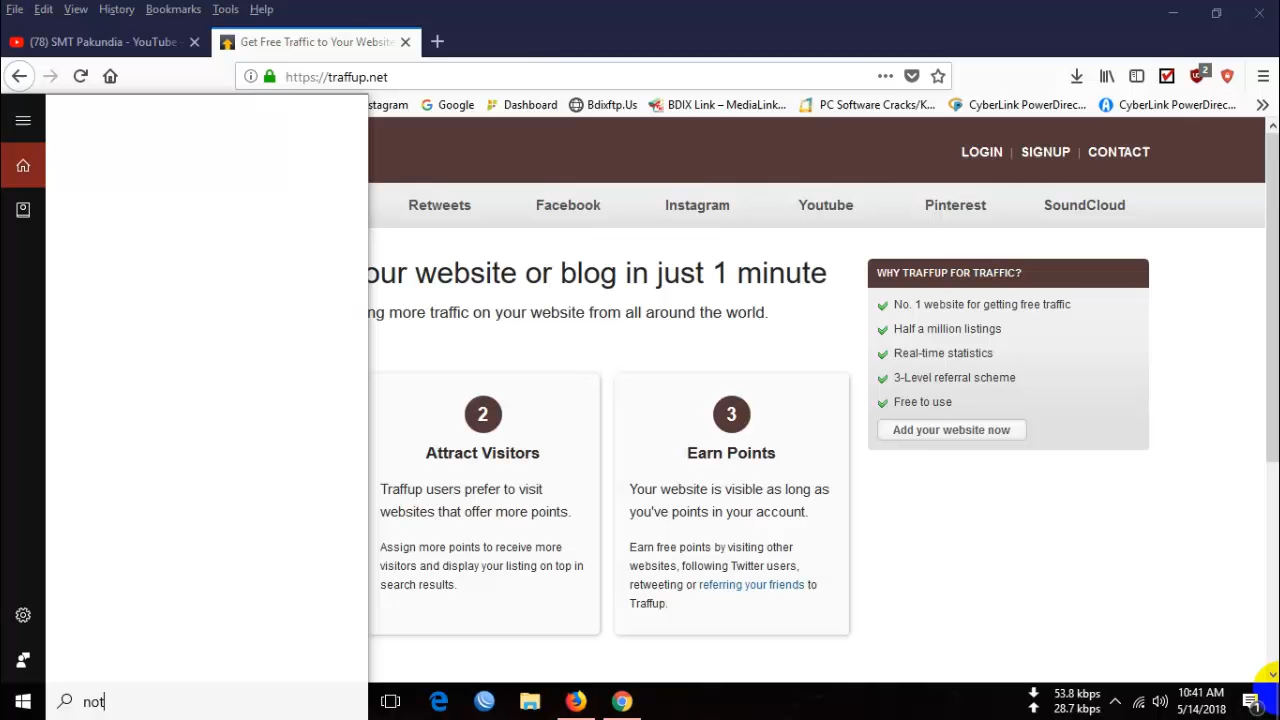 File Edit View History Bookmarks Tools Help
(78) SMT Pakundia - YouTube
Get Free Traffic to Your Website
https://traffup.net
2
stagram Google Dashboard Bdixftp.Us BDIX Link – MediaLink... PC Software Cracks/K... CyberLink PowerDirec... CyberLink PowerDirec...
LOGIN | SIGNUP | CONTACT
Retweets Facebook Instagram Youtube Pinterest SoundCloud
our website or blog in just 1 minute
ng more traffic on your website from all around the world.
WHY TRAFFUP FOR TRAFFIC?
No. 1 website for getting free traffic
Half a million listings
Real-time statistics
3-Level referral scheme
Free to use
Add your website now
2
Attract Visitors
Traffup users prefer to visit
websites that offer more points.
Assign more points to receive more
visitors and display your listing on top in
search results.
3
Earn Points
Your website is visible as long as
you've points in your account.
Earn free points by visiting other
websites, following Twitter users,
retweeting or referring your friends to
Traffup.
not
53.8 kbps
28.7 kbps
10:41 AM
5/14/2018
1